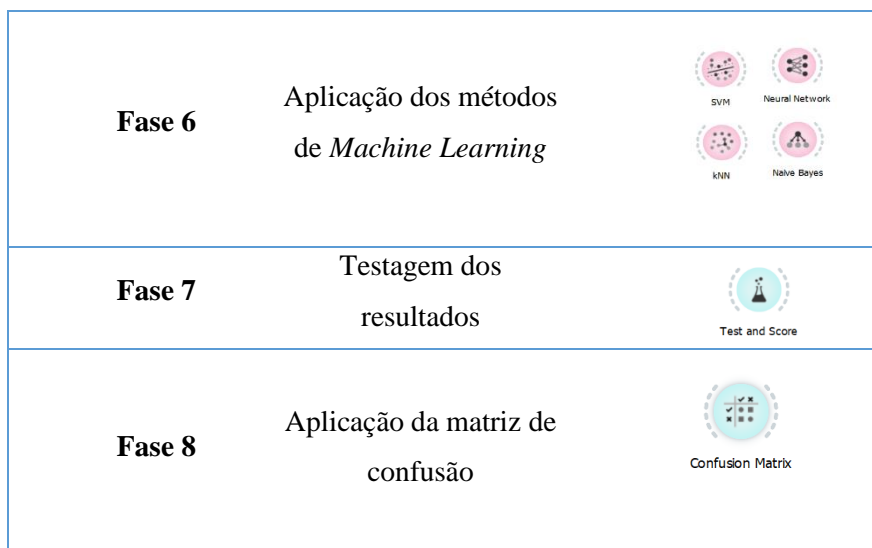 Fase 6
Aplicação dos métodos
de Machine Learning
SVM
Neural Network
kNN
Naive Bayes
Fase 7
Testagem dos
resultados
Test and Score
Fase 8
Aplicação da matriz de
confusão
Confusion Matrix